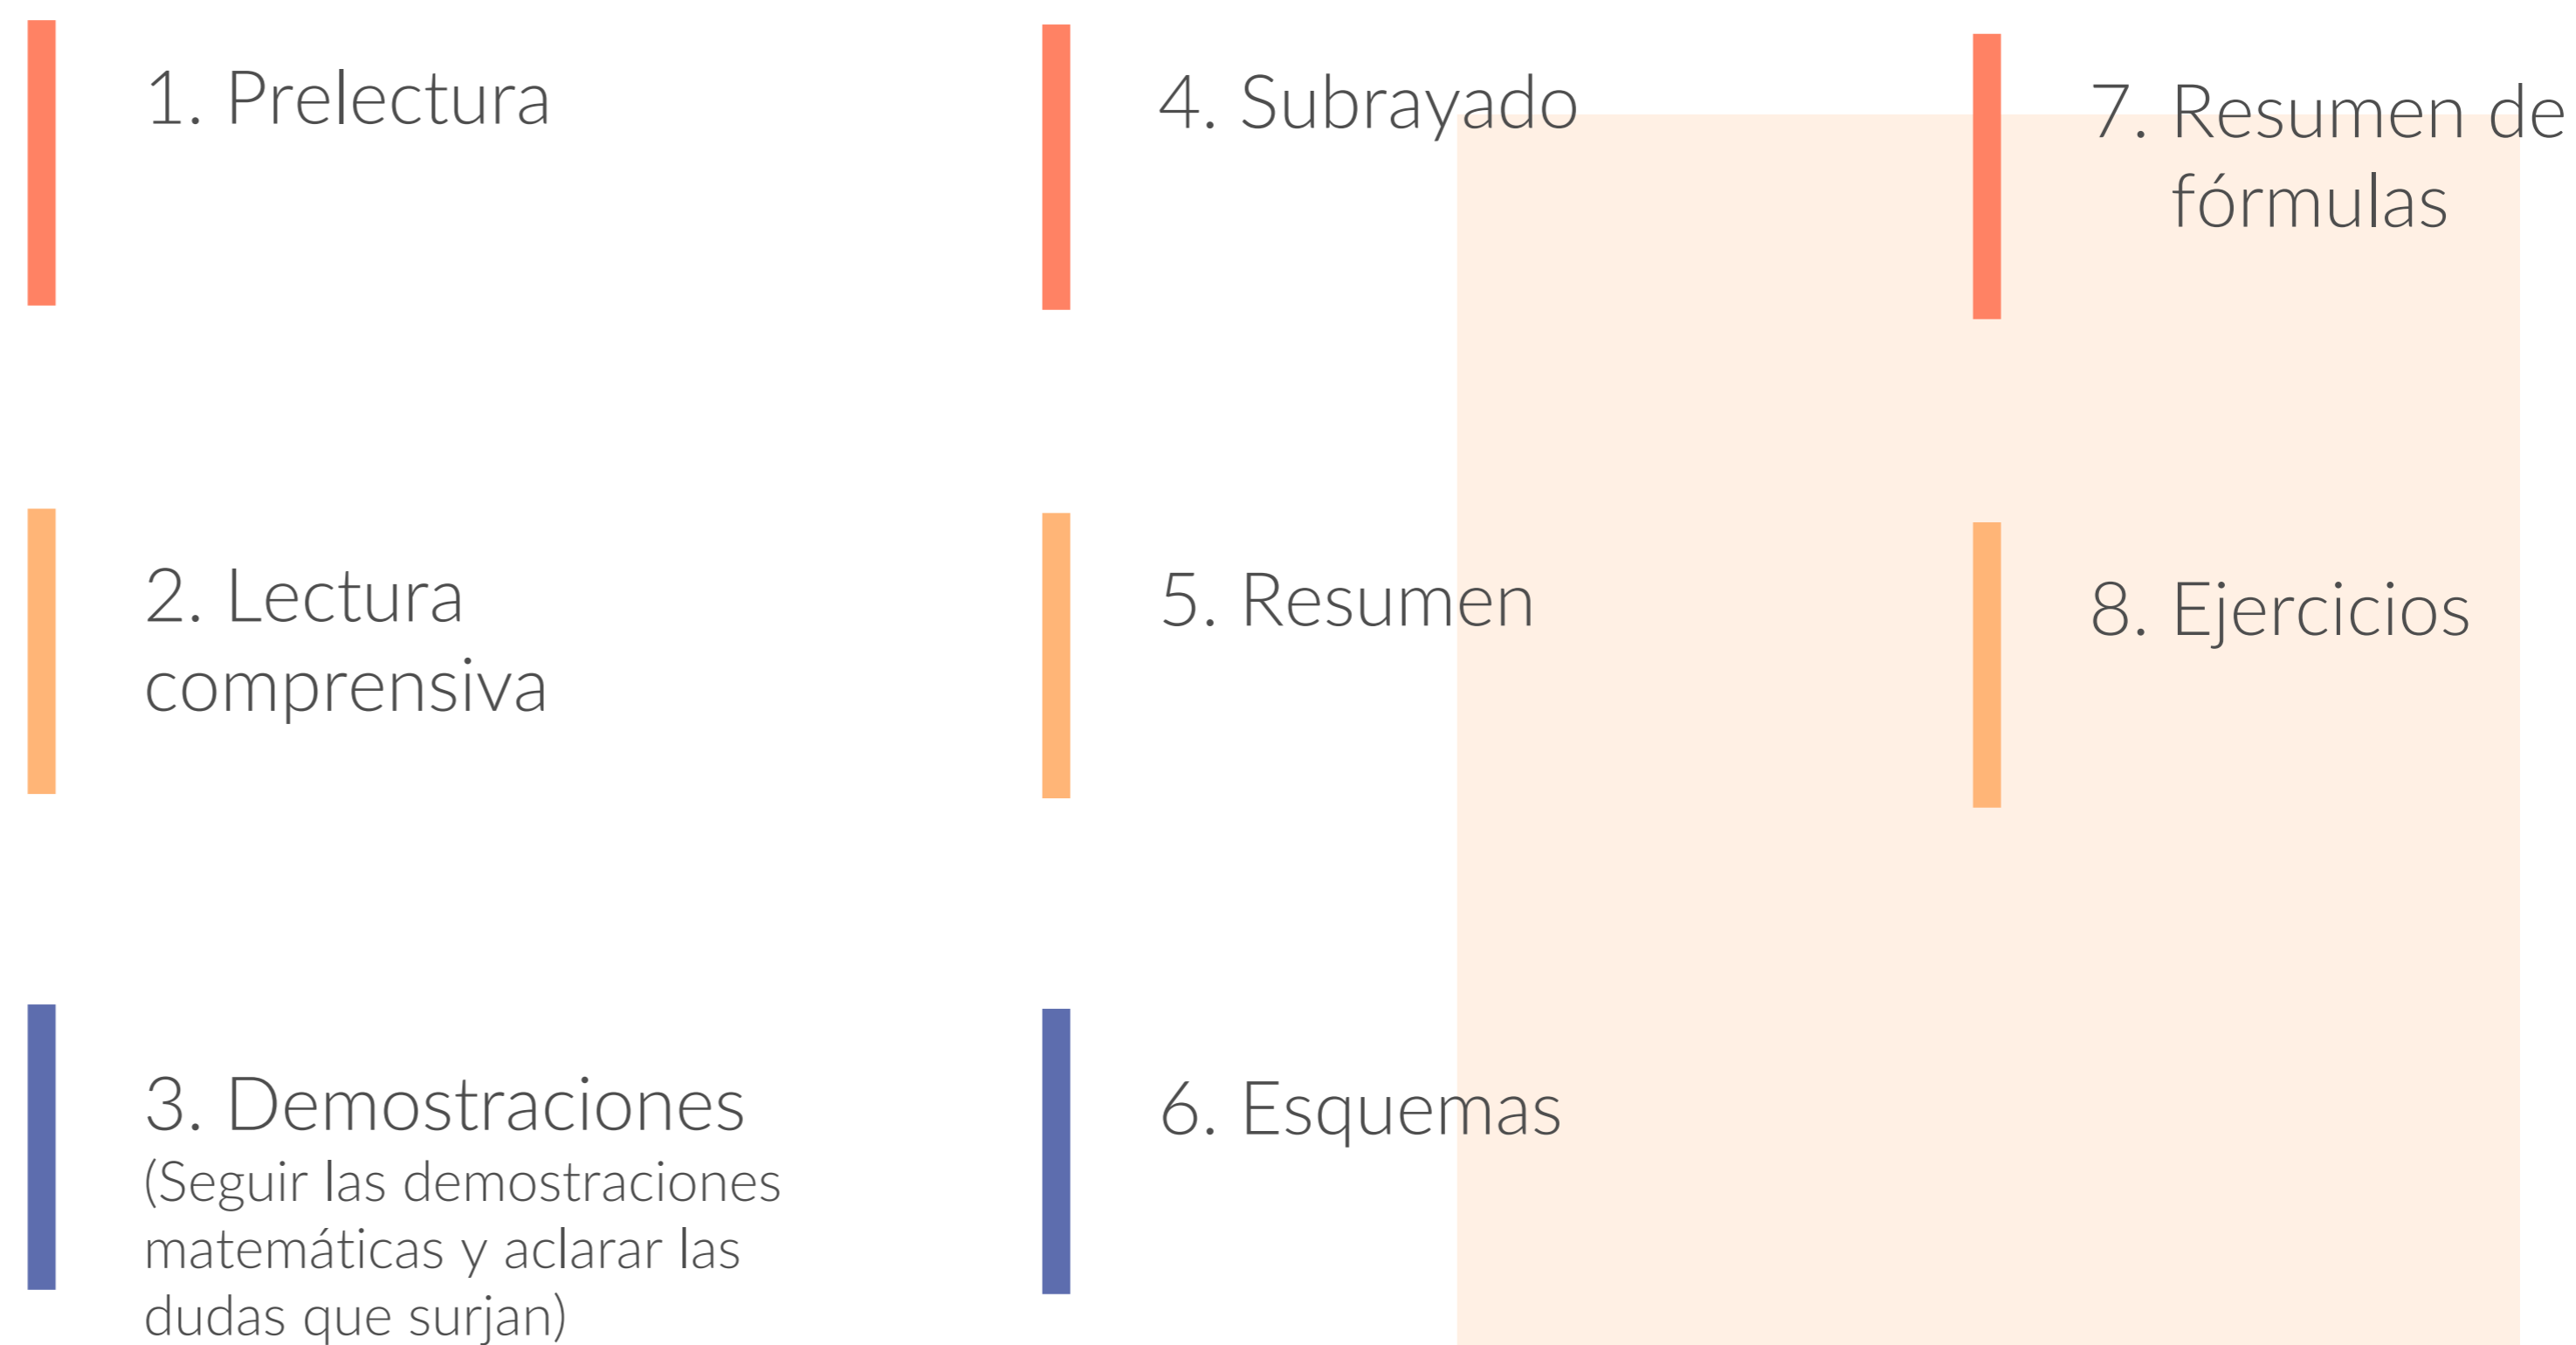 1. Prelectura
2. Lectura
comprensiva
3. Demostraciones
(Seguir las demostraciones
matemáticas y aclarar las
dudas que surjan)
4. Subrayado
5. Resumen
6. Esquemas
7. Resumen de
fórmulas
8. Ejercicios